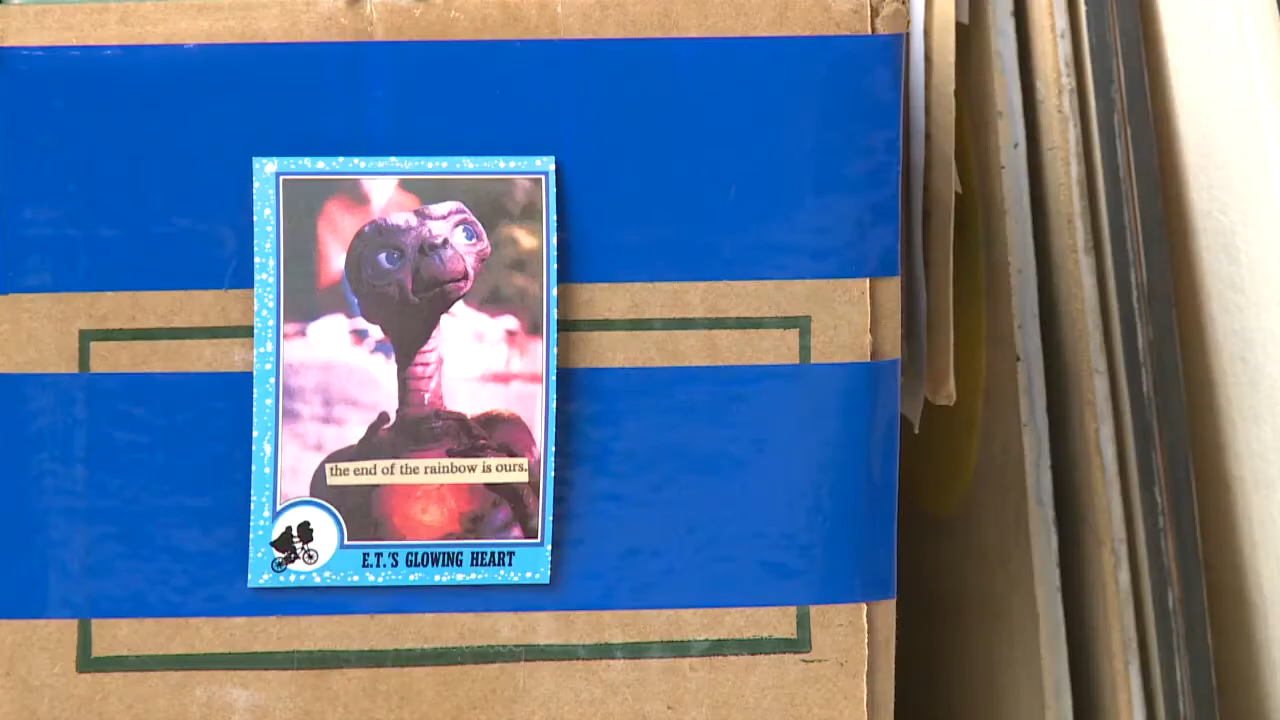 the end of the rainbow is ours.
E.T.'S GLOWING HEART